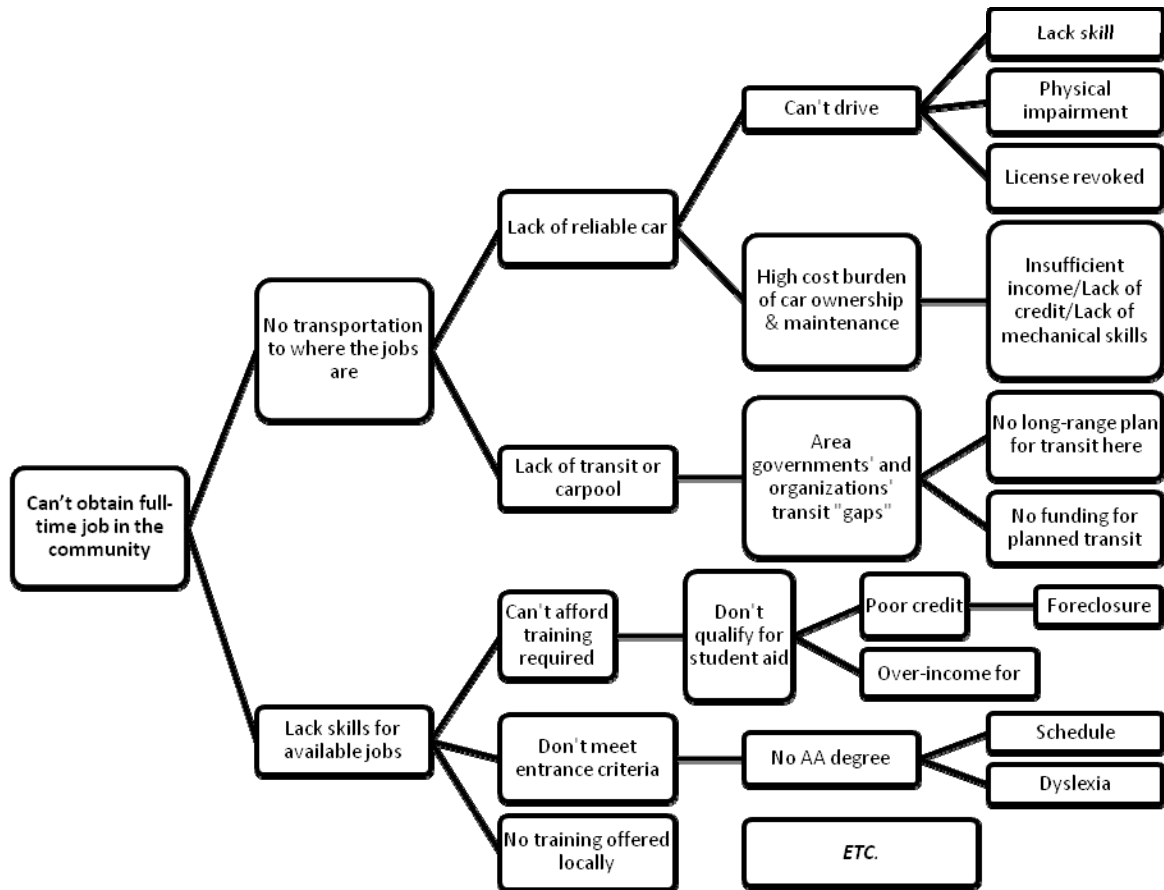 Can't obtain full-
time job in the
community
No transportation
to where the jobs
are
Lack of reliable car
Can't drive
Lack skill
Physical
impairment
License revoked
High cost burden
of car ownership
& maintenance
Insufficient
income/Lack of
credit/Lack of
mechanical skills
Lack of transit or
carpool
Area
governments' and
organizations'
transit "gaps"
No long-range plan
for transit here
No funding for
planned transit
Lack skills for
available jobs
Can't afford
training
required
Don't
qualify for
student aid
Poor credit
Foreclosure
Over-income for
Don't meet
entrance criteria
No AA degree
Schedule
Dyslexia
No training offered
locally
ETC.